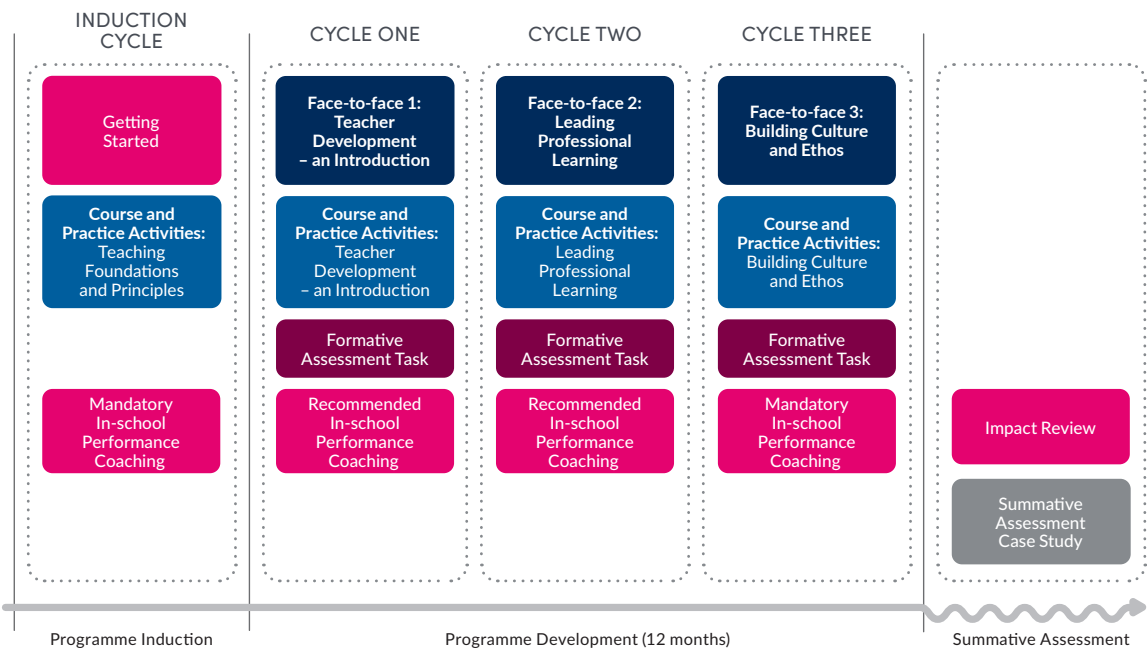 INDUCTION
CYCLE
Getting
Started
Course and
Practice Activities:
Teaching
Foundations
and Principles
Mandatory
In-school
Performance
Coaching
CYCLE ONE
Face-to-face 1:
Teacher
Development
– an Introduction
Course and
Practice Activities:
Teacher
Development
– an Introduction
Formative
Assessment Task
Recommended
In-school
Performance
Coaching
CYCLE TWO
Face-to-face 2:
Leading
Professional
Learning
Course and
Practice Activities:
Leading
Professional
Learning
Formative
Assessment Task
Recommended
In-school
Performance
Coaching
CYCLE THREE
Face-to-face 3:
Building Culture
and Ethos
Course and
Practice Activities:
Building Culture
and Ethos
Formative
Assessment Task
Mandatory
In-school
Performance
Coaching
Impact Review
Summative
Assessment
Case Study
Programme Induction
Programme Development (12 months)
Summative Assessment